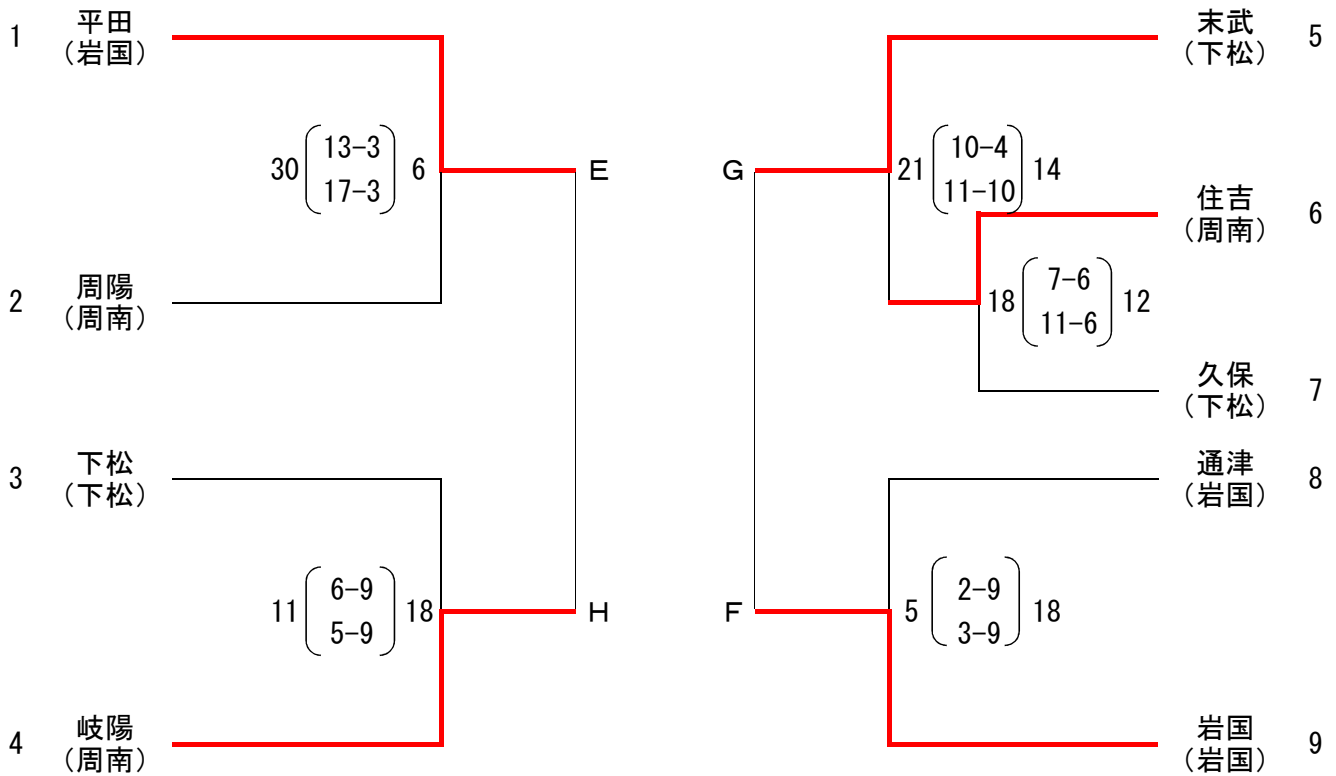 1 平田
(岩国)
30 13-3 6
17-3
E
2 周陽
(周南)
3 下松
(下松)
11 6-9 18
5-9
H
4 岐陽
(周南)
末武 5
(下松)
G
21 10-4 14
11-10
住吉 6
(周南)
18 7-6 12
11-6
久保 7
(下松)
通津 8
(岩国)
F
5 2-9 18
3-9
岩国 9
(岩国)